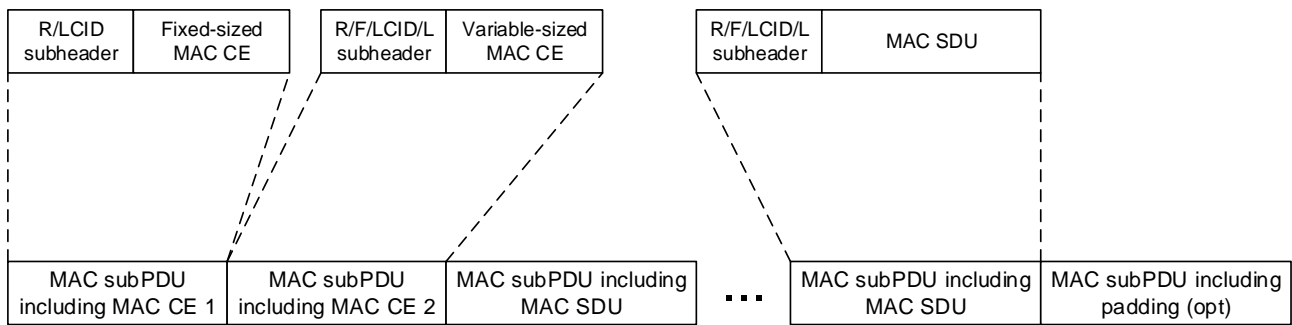 R/LCID
subheader
Fixed-sized
MAC CE
R/F/LCID/L
subheader
Variable-sized
MAC CE
R/F/LCID/L
subheader
MAC SDU
MAC subPDU
including MAC CE 1
MAC subPDU
including MAC CE 2
MAC subPDU including
MAC SDU
...
MAC subPDU including
MAC SDU
MAC subPDU including
padding (opt)